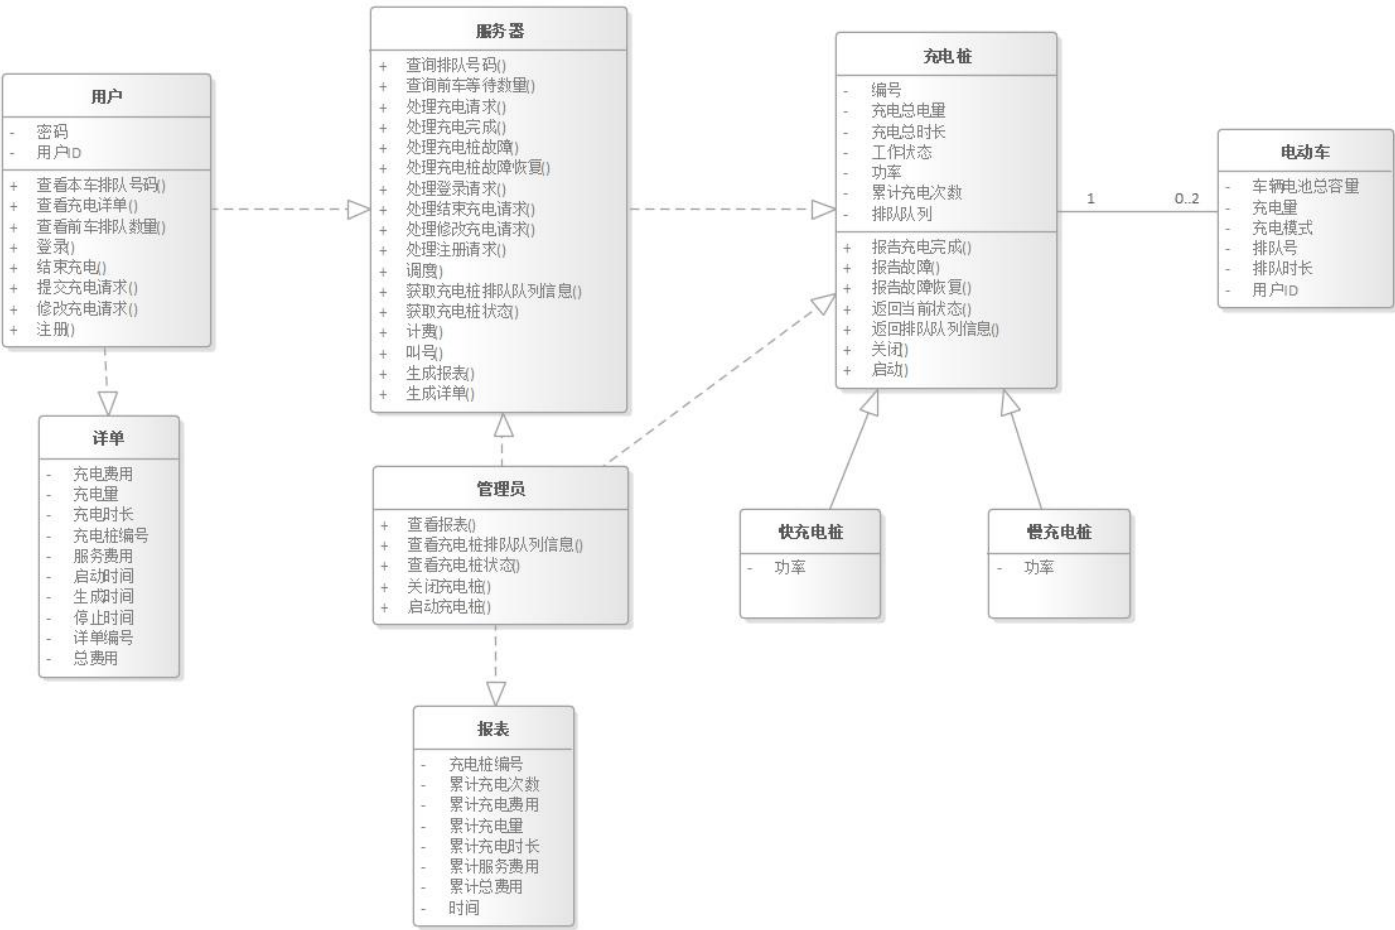 用户
- 密码
- 用户ID
+ 查看本车排队号码()
+ 查看充电详单()
+ 查看前车排队数量()
+ 登录()
+ 结束充电()
+ 提交充电请求()
+ 修改充电请求()
+ 注册()
服务器
+ 查询排队号码()
+ 查询前车等待数量()
+ 处理充电请求()
+ 处理充电完成()
+ 处理充电桩故障()
+ 处理充电桩故障恢复()
+ 处理登录请求()
+ 处理结束充电请求()
+ 处理修改充电请求()
+ 处理注册请求()
+ 调度()
+ 获取充电桩排队队列信息()
+ 获取充电桩状态()
+ 计费()
+ 叫号()
+ 生成报表()
+ 生成详单()
充电桩
- 编号
- 充电总电量
- 充电总时长
- 工作状态
- 功率
- 累计充电次数
- 排队队列
+ 报告充电完成()
+ 报告故障()
+ 报告故障恢复()
+ 返回当前状态()
+ 返回排队队列信息()
+ 关闭()
+ 启动()
1
0..2
电动车
- 车辆电池总容量
- 充电量
- 充电模式
- 排队号
- 排队时长
- 用户ID
详单
- 充电费用
- 充电量
- 充电时长
- 充电桩编号
- 服务费用
- 启动时间
- 生成时间
- 停止时间
- 详单编号
- 总费用
管理员
+ 查看报表()
+ 查看充电桩排队队列信息()
+ 查看充电桩状态()
+ 关闭充电桩()
+ 启动充电桩()
快充电桩
- 功率
慢充电桩
- 功率
报表
- 充电桩编号
- 累计充电次数
- 累计充电费用
- 累计充电量
- 累计充电时长
- 累计服务费用
- 累计总费用
- 时间